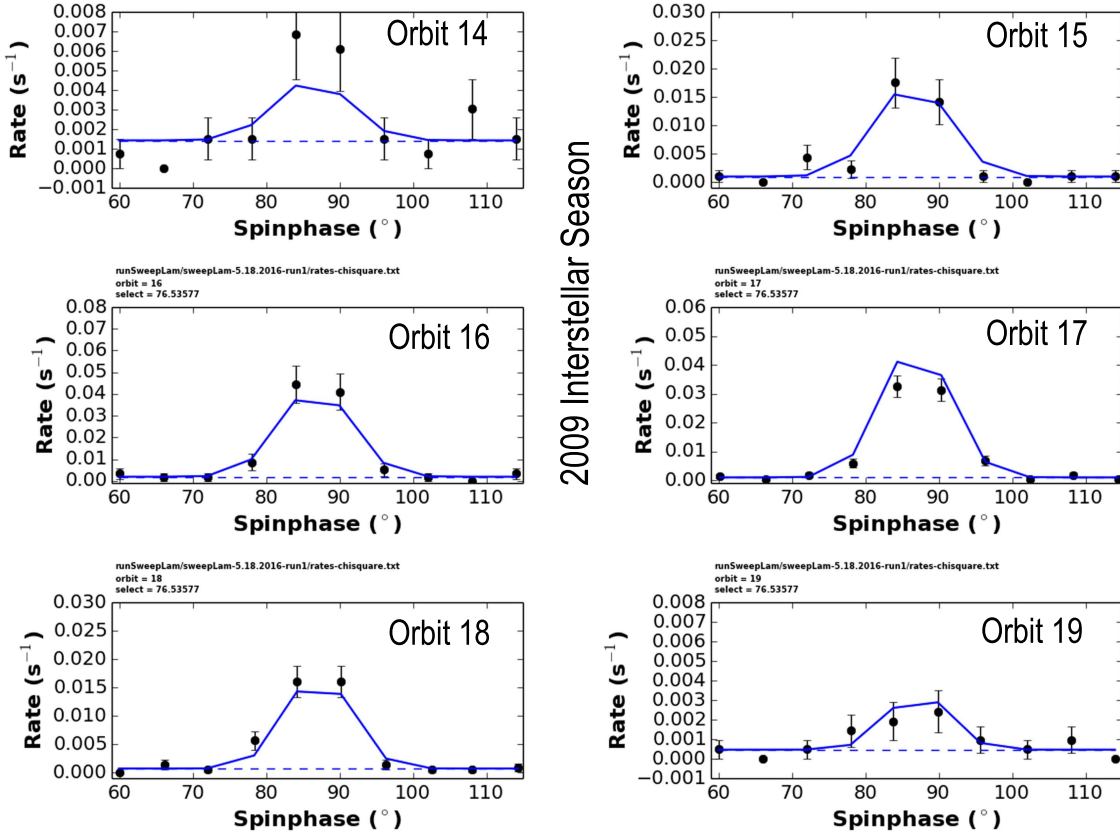 Orbit 14
0.008
0.007
0.006
0.005
0.004
0.003
0.002
0.001
0.000
−0.001
Rate (s⁻¹)
60 70 80 90 100 110
Spinphase (°)
Orbit 15
0.030
0.025
0.020
0.015
0.010
0.005
0.000
Rate (s⁻¹)
60 70 80 90 100 110
Spinphase (°)
2009 Interstellar Season
runSweepLam/sweepLam-5.18.2016-run1/rates-chisquare.txt
orbit = 16
select = 76.53577
Orbit 16
0.08
0.07
0.06
0.05
0.04
0.03
0.02
0.01
0.00
Rate (s⁻¹)
60 70 80 90 100 110
Spinphase (°)
runSweepLam/sweepLam-5.18.2016-run1/rates-chisquare.txt
orbit = 17
select = 76.53577
Orbit 17
0.06
0.05
0.04
0.03
0.02
0.01
0.00
Rate (s⁻¹)
60 70 80 90 100 110
Spinphase (°)
runSweepLam/sweepLam-5.18.2016-run1/rates-chisquare.txt
orbit = 18
select = 76.53577
Orbit 18
0.030
0.025
0.020
0.015
0.010
0.005
0.000
Rate (s⁻¹)
60 70 80 90 100 110
Spinphase (°)
runSweepLam/sweepLam-5.18.2016-run1/rates-chisquare.txt
orbit = 19
select = 76.53577
Orbit 19
0.008
0.007
0.006
0.005
0.004
0.003
0.002
0.001
0.000
−0.001
Rate (s⁻¹)
60 70 80 90 100 110
Spinphase (°)